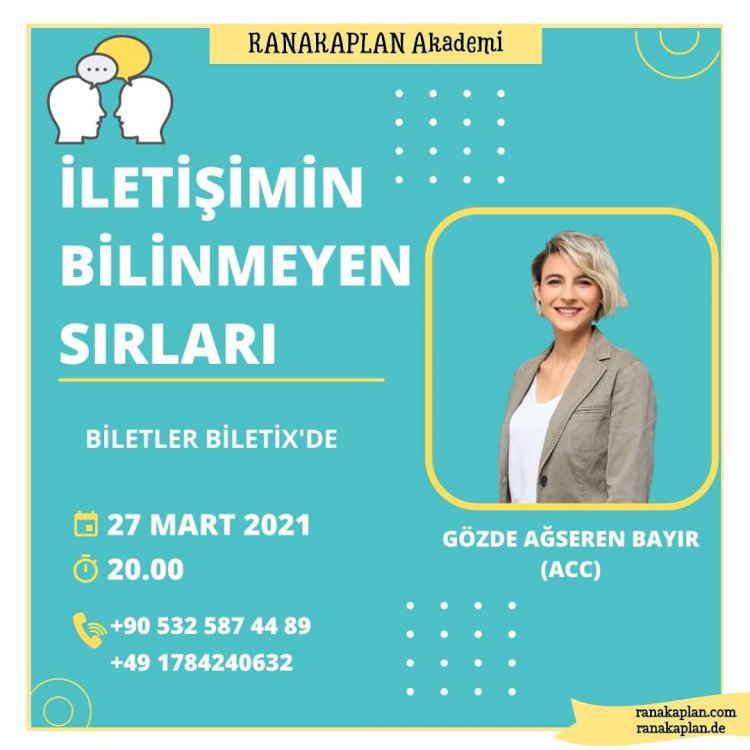 RANAKAPLAN Akademi
İLETİŞİMİN
BİLİNMEYEN
SIRLARI
BİLETLER BİLETİX'DE
27 MART 2021
20.00
+90 532 587 44 89
+49 1784240632
GÖZDE AĞSEREN BAYIR
(ACC)
ranakaplan.com
ranakaplan.de